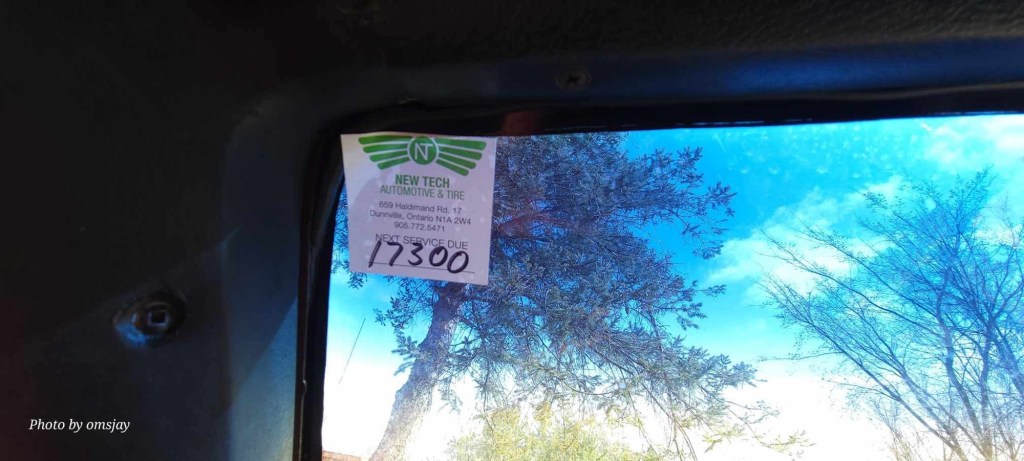 NT
NEW TECH
AUTOMOTIVE & TIRE
659 Haldimand Rd. 17
Dunnville, Ontario N1A 2W4
905.772.5471
NEXT SERVICE DUE
17300
Photo by omsjay